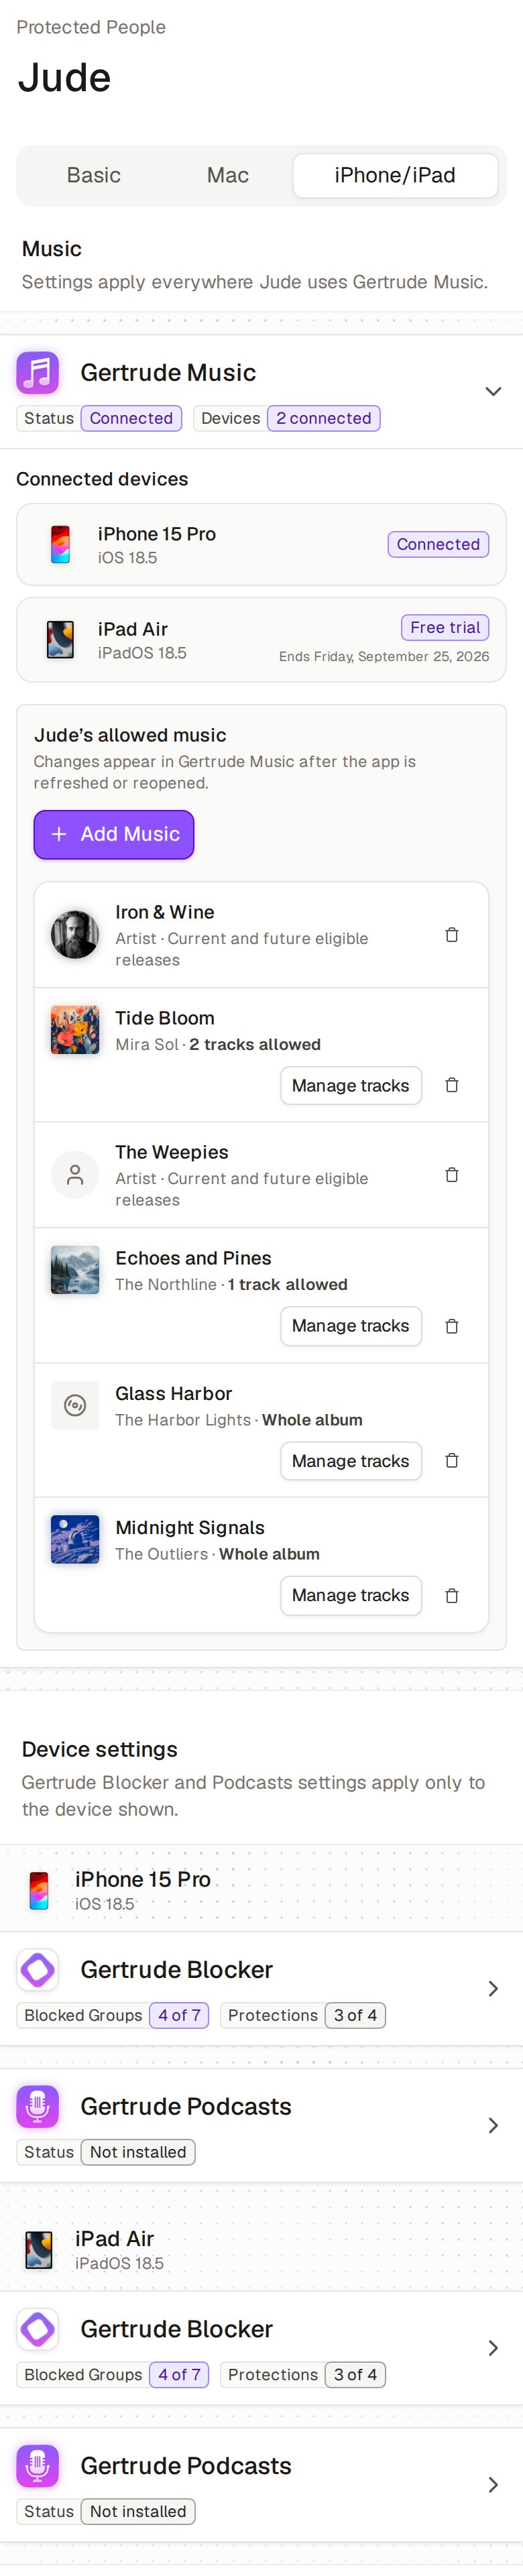 Protected People
Jude
Basic
Mac
iPhone/iPad
Music
Settings apply everywhere Jude uses Gertrude Music.
Gertrude Music
Status Connected Devices 2 connected
Connected devices
iPhone 15 Pro
iOS 18.5
Connected
iPad Air
iPadOS 18.5
Free trial
Ends Friday, September 25, 2026
Jude’s allowed music
Changes appear in Gertrude Music after the app is
refreshed or reopened.
+ Add Music
Iron & Wine
Artist · Current and future eligible
releases
Tide Bloom
Mira Sol · 2 tracks allowed
Manage tracks
The Weepies
Artist · Current and future eligible
releases
Echoes and Pines
The Northline · 1 track allowed
Manage tracks
Glass Harbor
The Harbor Lights · Whole album
Manage tracks
Midnight Signals
The Outliers · Whole album
Manage tracks
Device settings
Gertrude Blocker and Podcasts settings apply only to
the device shown.
iPhone 15 Pro
iOS 18.5
Gertrude Blocker
Blocked Groups 4 of 7 Protections 3 of 4
Gertrude Podcasts
Status Not installed
iPad Air
iPadOS 18.5
Gertrude Blocker
Blocked Groups 4 of 7 Protections 3 of 4
Gertrude Podcasts
Status Not installed